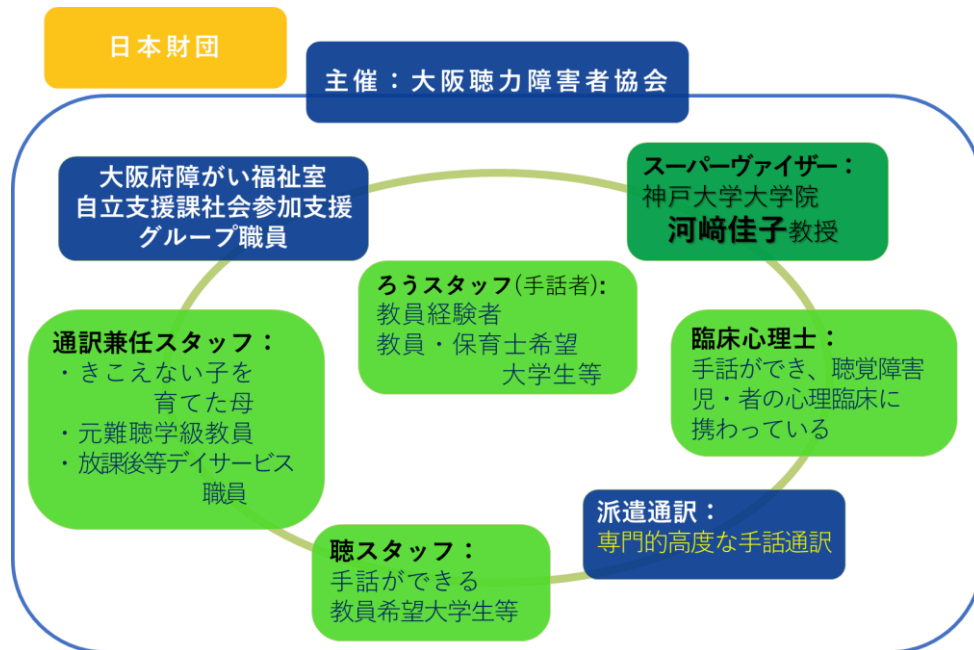 日本財団
主催：大阪聴力障害者協会
大阪府障がい福祉室
自立支援課社会参加支援
グループ職員
スーパーヴァイザー：
神戸大学大学院
河﨑佳子教授
ろうスタッフ(手話者):
教員経験者
教員・保育士希望
大学生等
通訳兼任スタッフ：
・きこえない子を
育てた母
・元難聴学級教員
・放課後等デイサービス
職員
臨床心理士：
手話ができ、聴覚障害
児・者の心理臨床に
携わっている
派遣通訳：
専門的高度な手話通訳
聴スタッフ：
手話ができる
教員希望大学生等